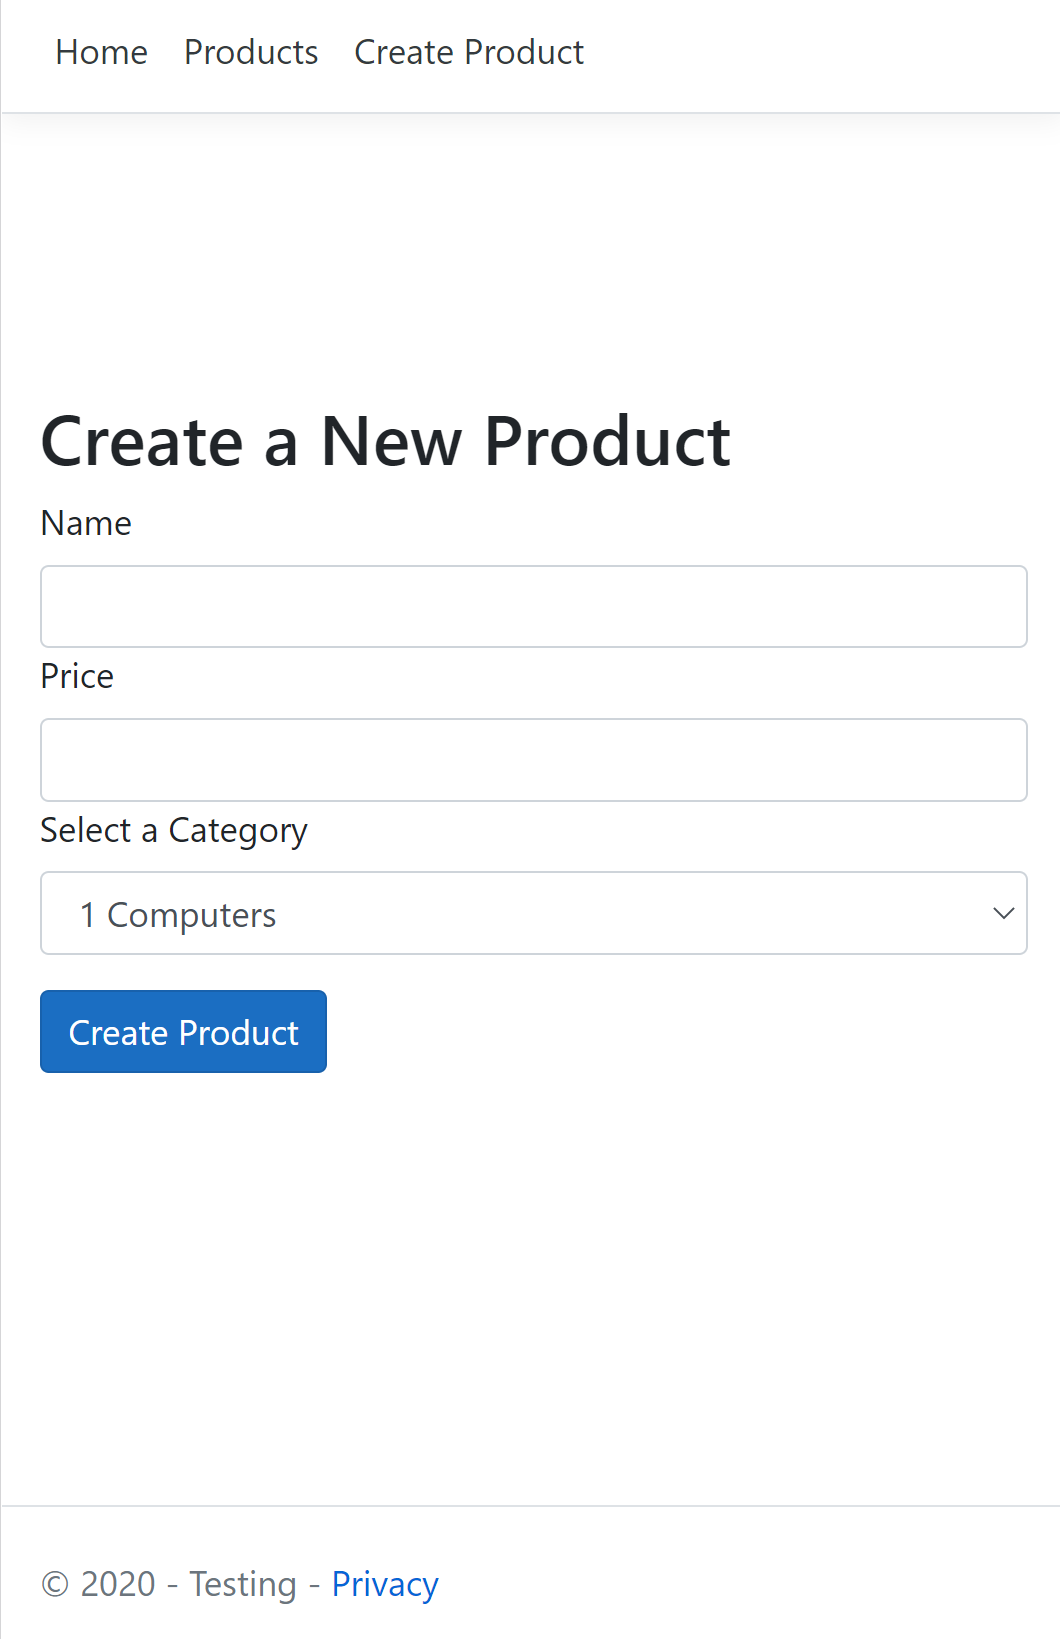 Home Products Create Product
Create a New Product
Name
Price
Select a Category
1 Computers
Create Product
© 2020 - Testing - Privacy